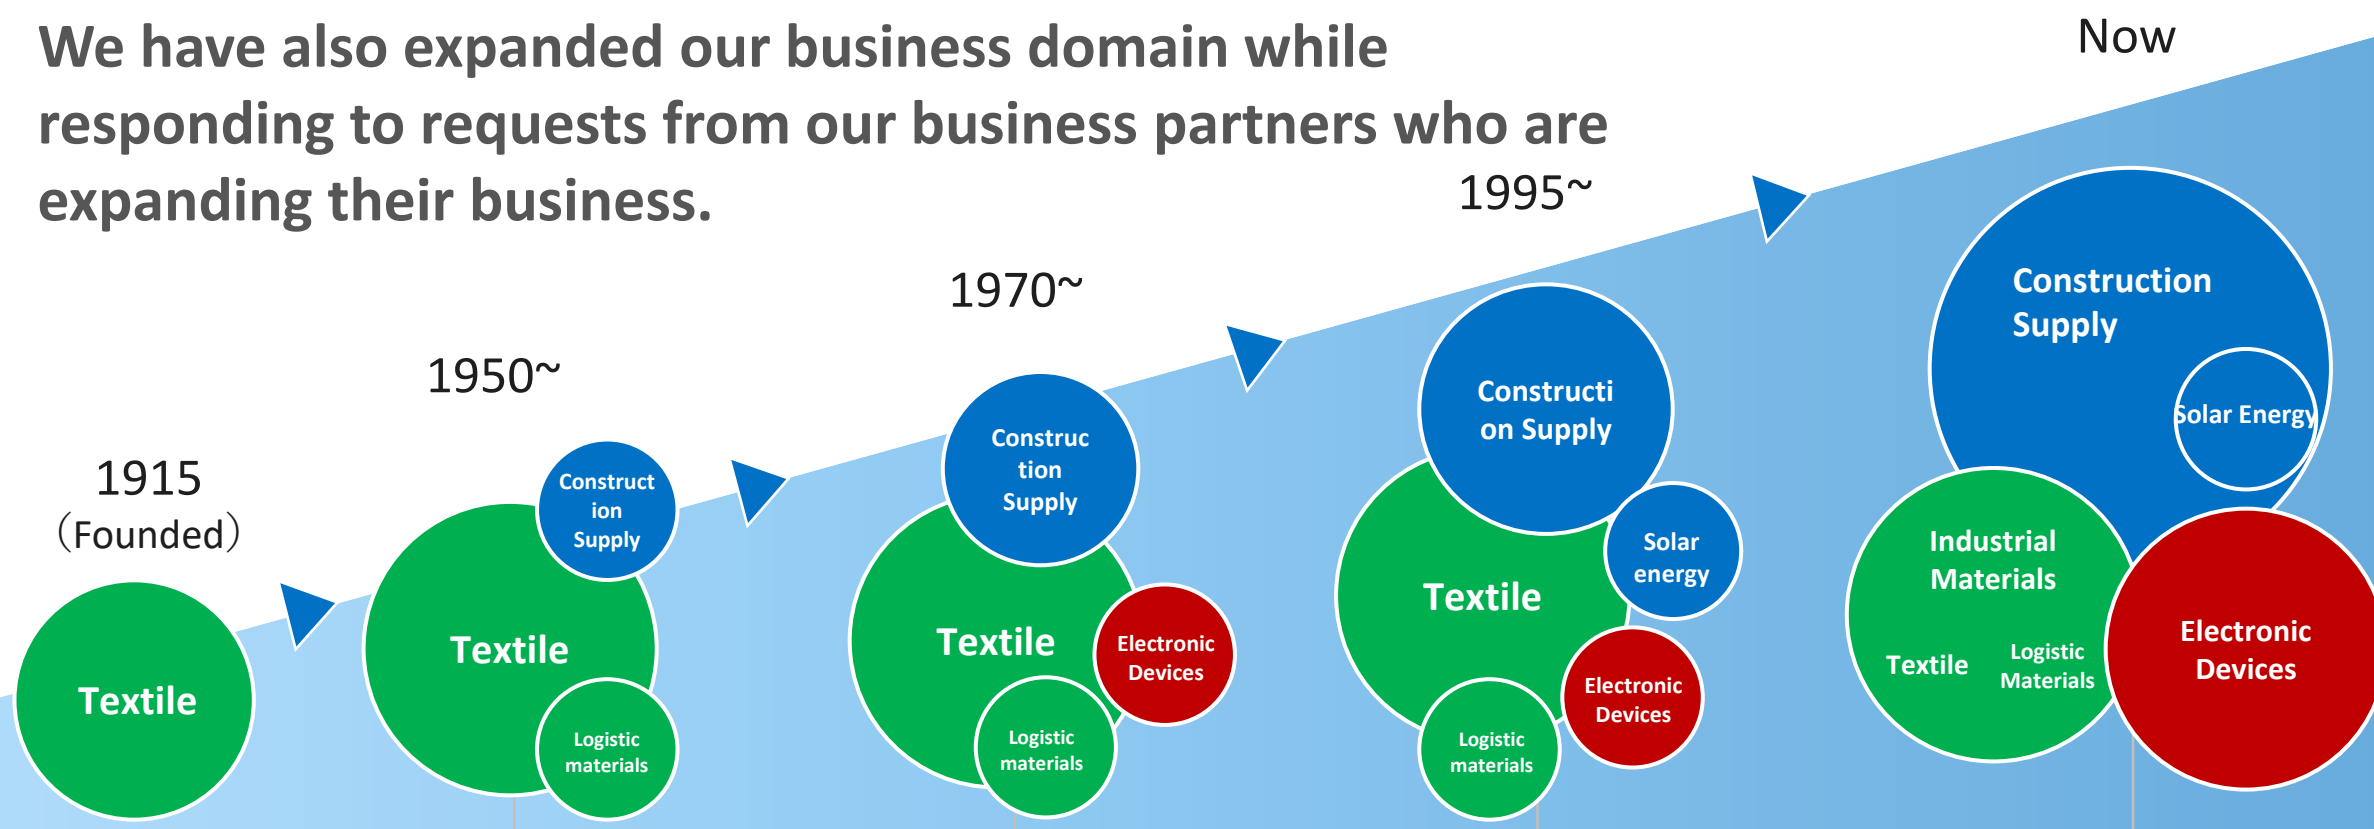 We have also expanded our business domain while
responding to requests from our business partners who are
expanding their business.
1915
（Founded）
Textile
1950~
Construct
ion
Supply
Textile
Logistic
materials
1970~
Construc
tion
Supply
Textile
Electronic
Devices
Logistic
materials
1995~
Constructi
on Supply
Solar
energy
Textile
Electronic
Devices
Logistic
materials
Now
Construction
Supply
Solar Energy
Industrial
Materials
Textile
Logistic
Materials
Electronic
Devices